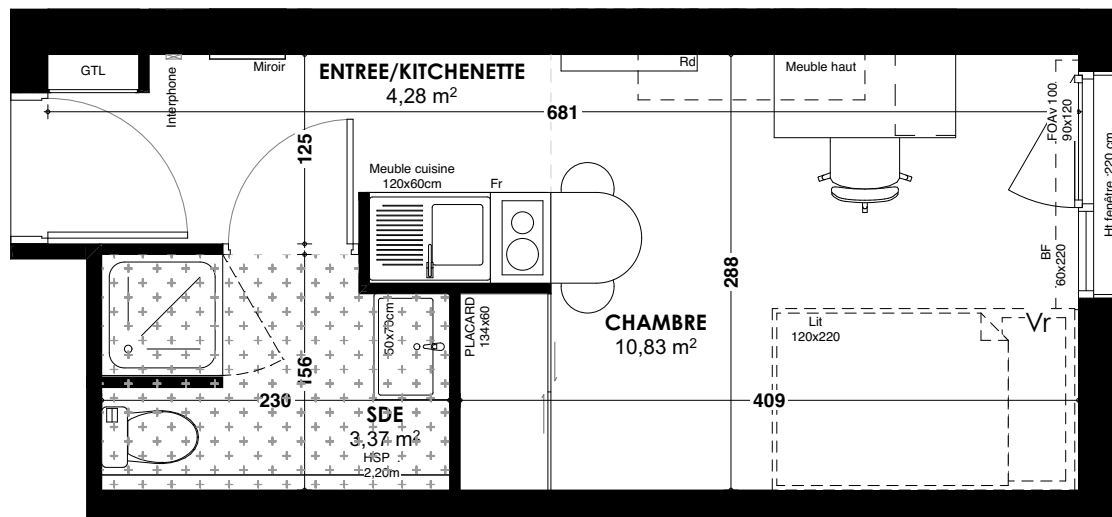 GTL
Interphone
Miroir
ENTREE/KITCHENETTE
4,28 m²
Rd
Meuble haut
681
125
FOAv 100
90x120
Ht fenêtre :220 cm
Meuble cuisine
120x60cm
Fr
288
BF
60x220
CHAMBRE
10,83 m²
Lit
120x220
Vr
PLACARD
134x60
50x70cm
156
230
409
SDE
3,37 m²
HSP :
2,20m